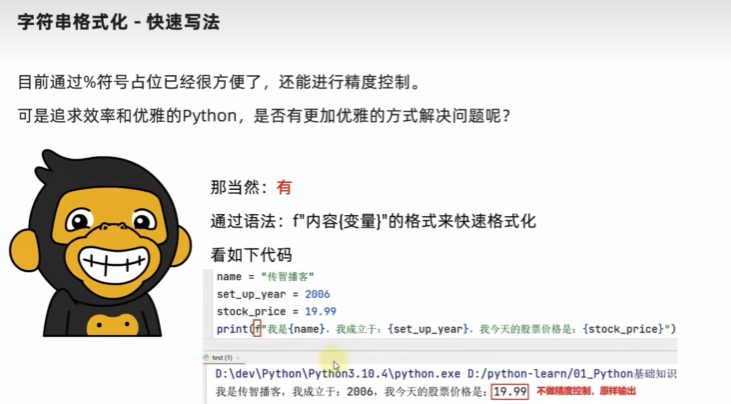 字符串格式化 - 快速写法
目前通过%符号占位已经很方便了，还能进行精度控制。
可是追求效率和优雅的Python，是否有更加优雅的方式解决问题呢？
那当然：有
通过语法：f"内容{变量}"的格式来快速格式化
看如下代码
name = "传智播客"
set_up_year = 2006
stock_price = 19.99
print(f"我是{name}，我成立于：{set_up_year}，我今天的股票价格是：{stock_price}")
test (1) ×
D:\dev\Python\Python3.10.4\python.exe D:/python-learn/01_Python基础知识
我是传智播客，我成立于：2006，我今天的股票价格是：19.99 不做精度控制，原样输出